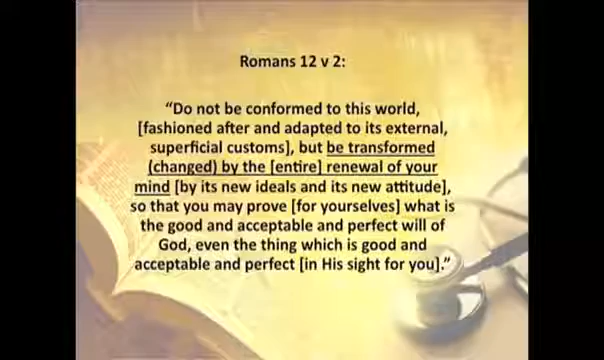 Romans 12 v 2:
“Do not be conformed to this world,
[fashioned after and adapted to its external,
superficial customs], but be transformed
(changed) by the [entire] renewal of your
mind [by its new ideals and its new attitude],
so that you may prove [for yourselves] what is
the good and acceptable and perfect will of
God, even the thing which is good and
acceptable and perfect [in His sight for you].”